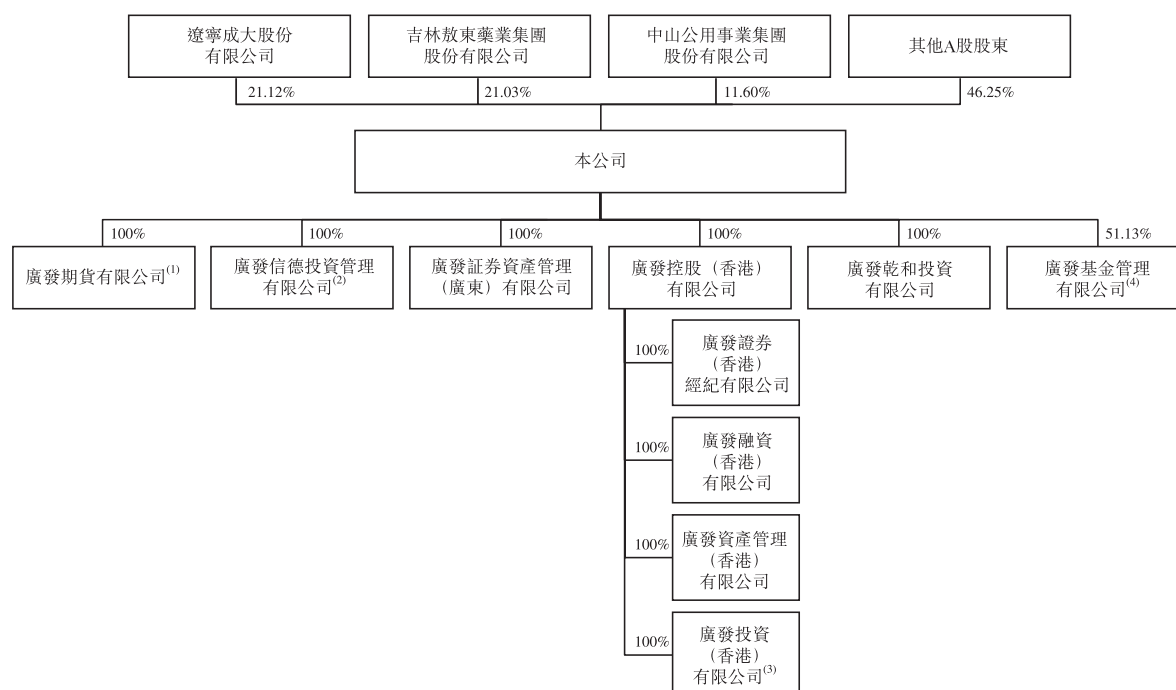 遼寧成大股份
有限公司
吉林敖東藥業集團
股份有限公司
中山公用事業集團
股份有限公司
其他A股股東
21.12%
21.03%
11.60%
46.25%
本公司
100%
100%
100%
100%
100%
51.13%
廣發期貨有限公司(1)
廣發信德投資管理
有限公司(2)
廣發証券資產管理
（廣東）有限公司
廣發控股（香港）
有限公司
廣發乾和投資
有限公司
廣發基金管理
有限公司(4)
100%
廣發證券
（香港）
經紀有限公司
100%
廣發融資
（香港）
有限公司
100%
廣發資產管理
（香港）
有限公司
100%
廣發投資
（香港）
有限公司(3)